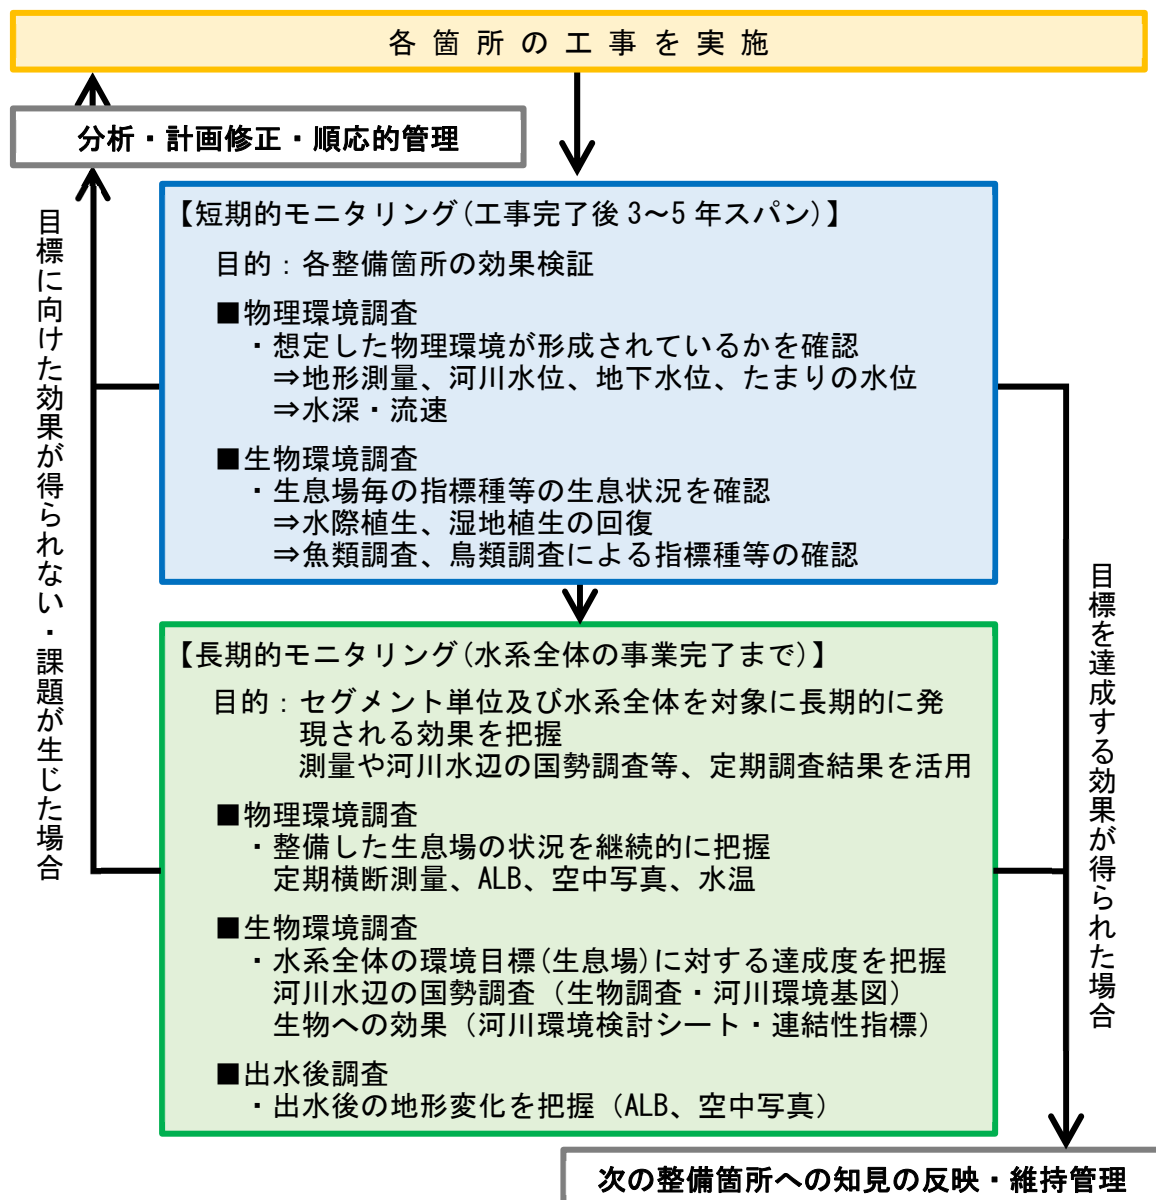 各箇所の工事を実施
分析・計画修正・順応的管理
目標に向けた効果が得られない・課題が生じた場合
【短期的モニタリング(工事完了後 3～5 年スパン)】
目的：各整備箇所の効果検証
■物理環境調査
・想定した物理環境が形成されているかを確認
⇒地形測量、河川水位、地下水位、たまりの水位
⇒水深・流速
■生物環境調査
・生息場毎の指標種等の生息状況を確認
⇒水際植生、湿地植生の回復
⇒魚類調査、鳥類調査による指標種等の確認
【長期的モニタリング(水系全体の事業完了まで)】
目的：セグメント単位及び水系全体を対象に長期的に発
現される効果を把握
測量や河川水辺の国勢調査等、定期調査結果を活用
■物理環境調査
・整備した生息場の状況を継続的に把握
定期横断測量、ALB、空中写真、水温
■生物環境調査
・水系全体の環境目標(生息場)に対する達成度を把握
河川水辺の国勢調査（生物調査・河川環境基図）
生物への効果（河川環境検討シート・連結性指標）
■出水後調査
・出水後の地形変化を把握（ALB、空中写真）
目標を達成する効果が得られた場合
次の整備箇所への知見の反映・維持管理